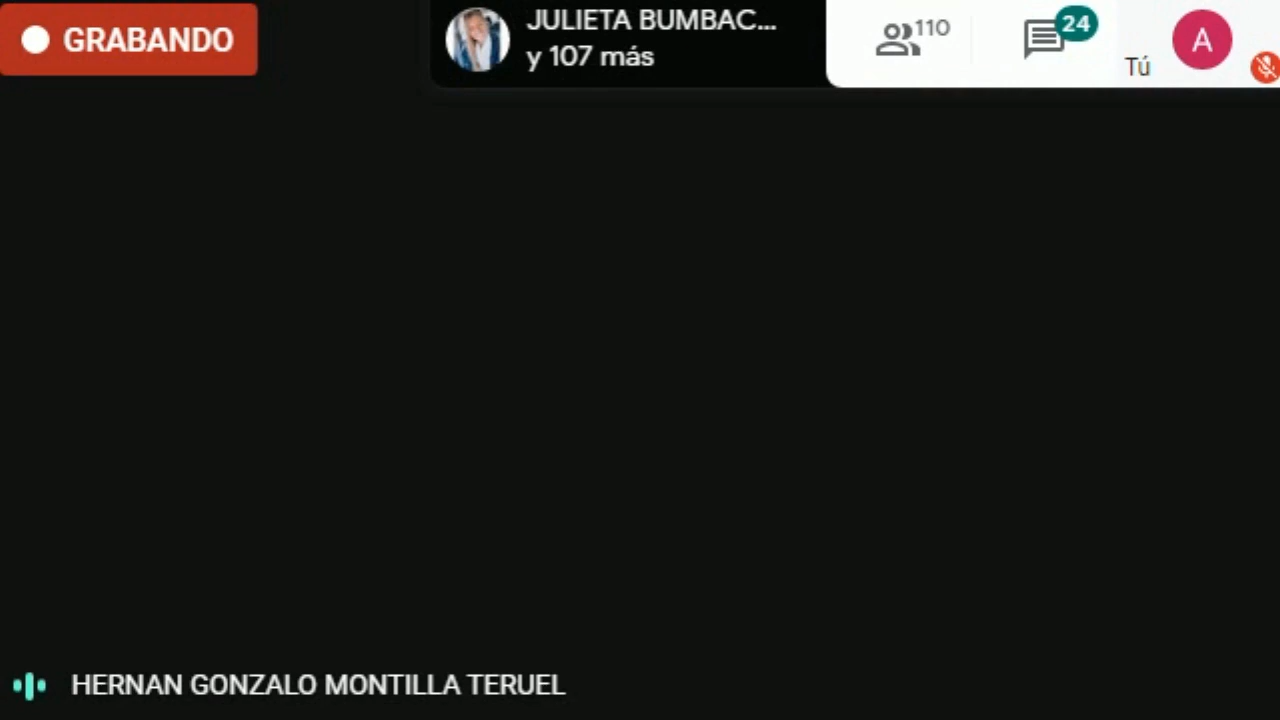 GRABANDO
JULIETA BUMBAC...
y 107 más
110
24
Tú
A
HERNAN GONZALO MONTILLA TERUEL